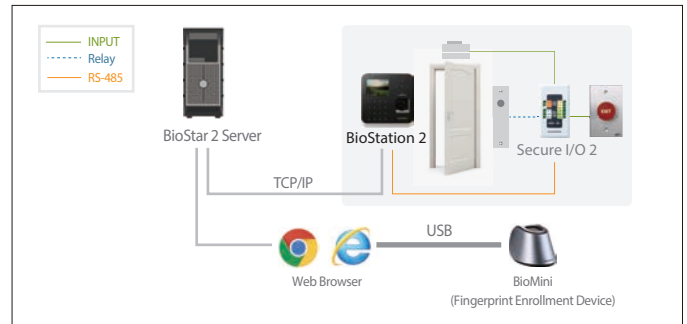 INPUT
Relay
RS-485
BioStar 2 Server
BioStation 2
EXIT
Secure I/O 2
TCP/IP
USB
Web Browser
BioMini
(Fingerprint Enrollment Device)